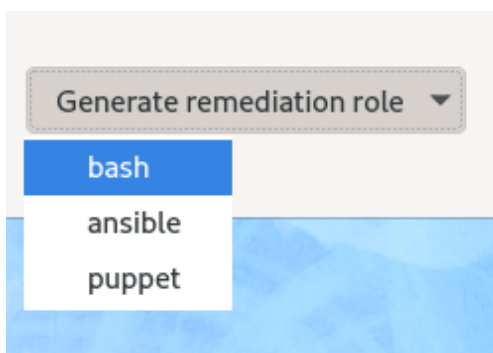 Generate remediation role
bash
ansible
puppet